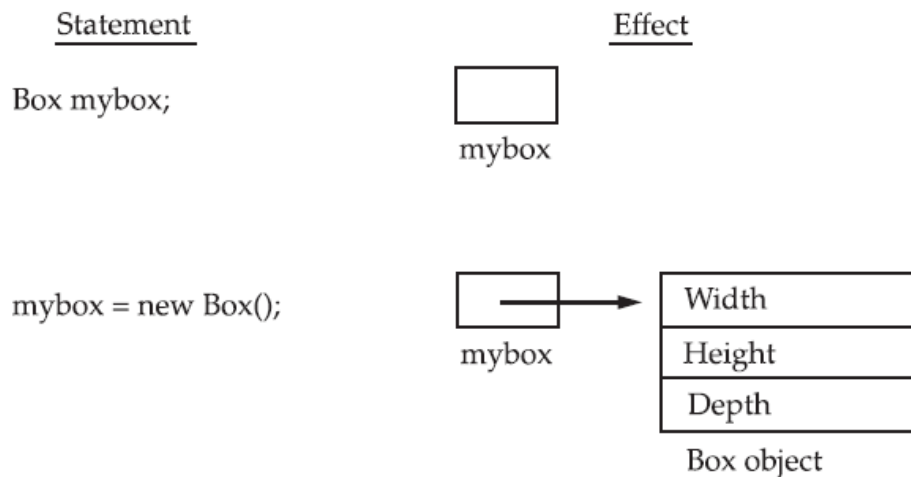 Statement Effect
Box mybox;
mybox
mybox = new Box();
Width
mybox
Height
Depth
Box object